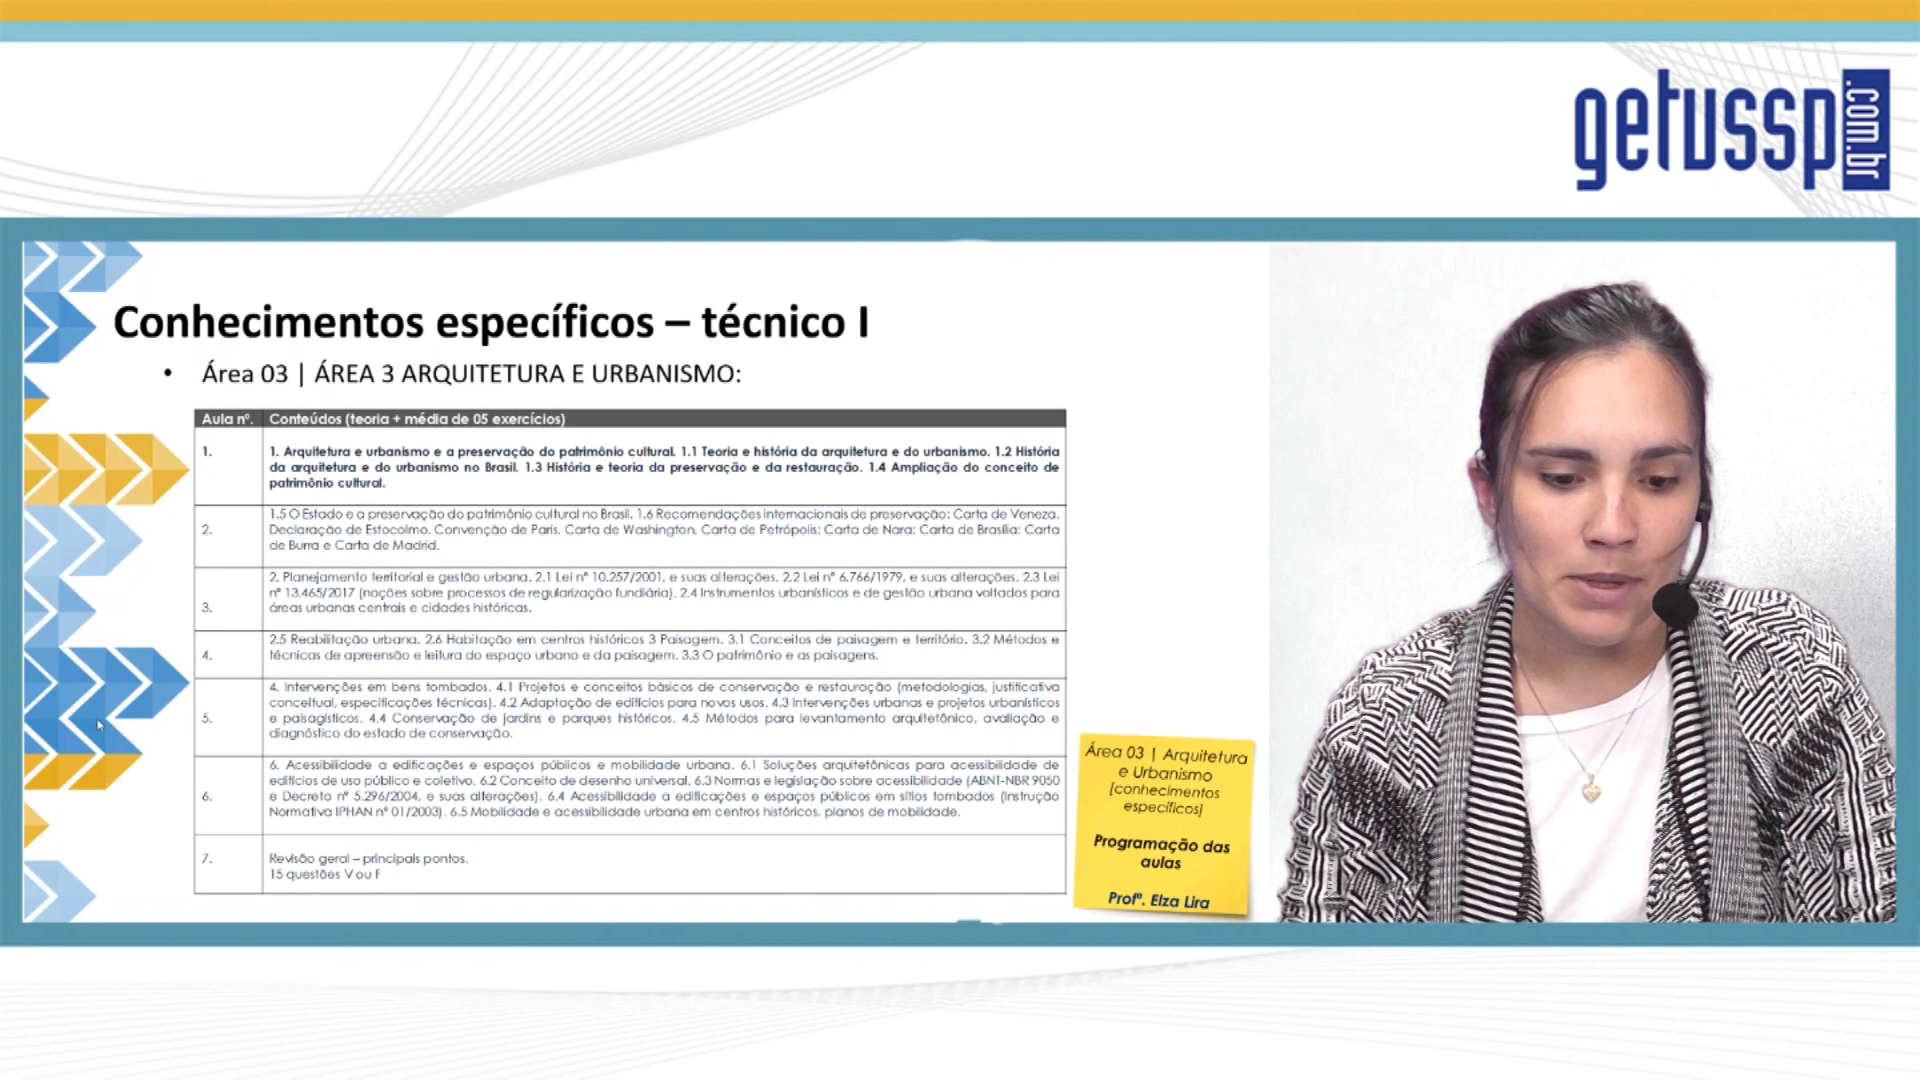 getussp.com.br
Conhecimentos específicos – técnico I
• Área 03 | ÁREA 3 ARQUITETURA E URBANISMO:
Aula nº. Conteúdos (teoria + média de 05 exercícios)
1. 1. Arquitetura e urbanismo e a preservação do patrimônio cultural. 1.1 Teoria e história da arquitetura e do urbanismo. 1.2 História
da arquitetura e do urbanismo no Brasil. 1.3 História e teoria da preservação e da restauração. 1.4 Ampliação do conceito de
patrimônio cultural.
1.5 O Estado e a preservação do patrimônio cultural no Brasil. 1.6 Recomendações internacionais de preservação: Carta de Veneza,
2. Declaração de Estocolmo, Convenção de Paris, Carta de Washington, Carta de Petrópolis; Carta de Nara; Carta de Brasília; Carta
de Burra e Carta de Madrid.
2. Planejamento territorial e gestão urbana. 2.1 Lei nº 10.257/2001, e suas alterações. 2.2 Lei nº 6.766/1979, e suas alterações. 2.3 Lei
nº 13.465/2017 (noções sobre processos de regularização fundiária). 2.4 Instrumentos urbanísticos e de gestão urbana voltados para
3. áreas urbanas centrais e cidades históricas.
2.5 Reabilitação urbana. 2.6 Habitação em centros históricos 3 Paisagem. 3.1 Conceitos de paisagem e território. 3.2 Métodos e
4. técnicas de apreensão e leitura do espaço urbano e da paisagem. 3.3 O patrimônio e as paisagens.
4. Intervenções em bens tombados. 4.1 Projetos e conceitos básicos de conservação e restauração (metodologias, justificativa
conceitual, especificações técnicas). 4.2 Adaptação de edifícios para novos usos. 4.3 Intervenções urbanas e projetos urbanísticos
5. e paisagísticos. 4.4 Conservação de jardins e parques históricos. 4.5 Métodos para levantamento arquitetônico, avaliação e
diagnóstico do estado de conservação.
6. Acessibilidade a edificações e espaços públicos e mobilidade urbana. 6.1 Soluções arquitetônicas para acessibilidade de
edifícios de uso público e coletivo. 6.2 Conceito de desenho universal. 6.3 Normas e legislação sobre acessibilidade (ABNT-NBR 9050
6. e Decreto nº 5.296/2004, e suas alterações). 6.4 Acessibilidade a edificações e espaços públicos em sítios tombados (Instrução
Normativa IPHAN nº 01/2003). 6.5 Mobilidade e acessibilidade urbana em centros históricos, planos de mobilidade.
7. Revisão geral – principais pontos.
15 questões V ou F
Área 03 | Arquitetura
e Urbanismo
[conhecimentos
específicos]
Programação das
aulas
Profª. Elza Lira